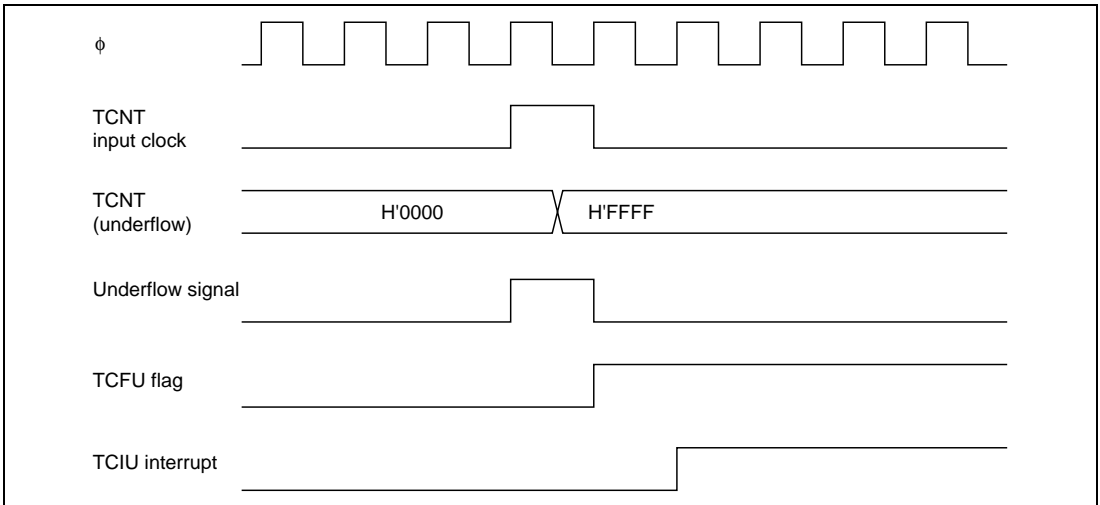 ϕ
TCNT
input clock
TCNT
(underflow)
H'0000
H'FFFF
Underflow signal
TCFU flag
TCIU interrupt